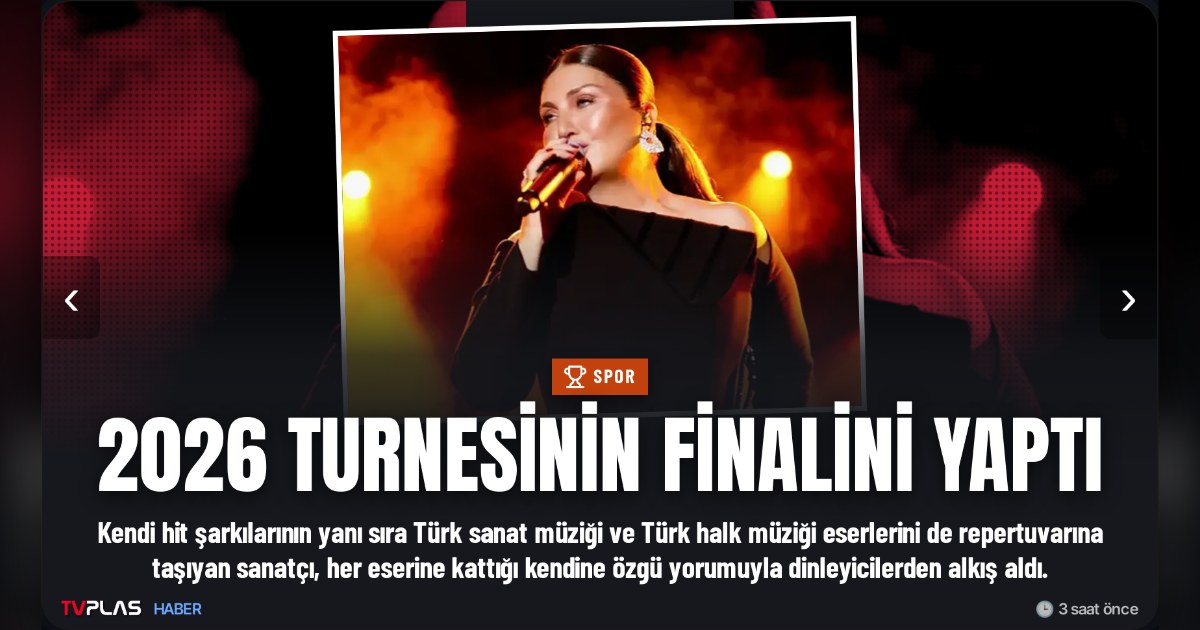 SPOR
2026 TURNESİNİN FİNALİNİ YAPTI
Kendi hit şarkılarının yanı sıra Türk sanat müziği ve Türk halk müziği eserlerini de repertuvarına
taşıyan sanatçı, her eserine kattığı kendine özgü yorumuyla dinleyicilerden alkış aldı.
TVPLAS HABER
3 saat önce